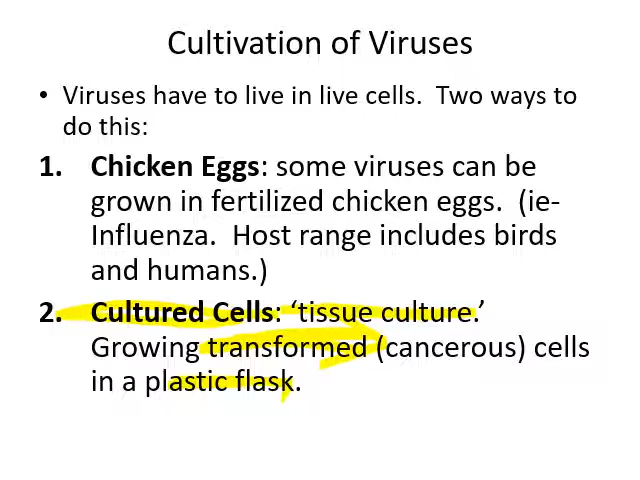 Cultivation of Viruses
• Viruses have to live in live cells.  Two ways to
do this:
1. Chicken Eggs: some viruses can be
grown in fertilized chicken eggs.  (ie-
Influenza.  Host range includes birds
and humans.)
2. Cultured Cells: ‘tissue culture.’
Growing transformed (cancerous) cells
in a plastic flask.